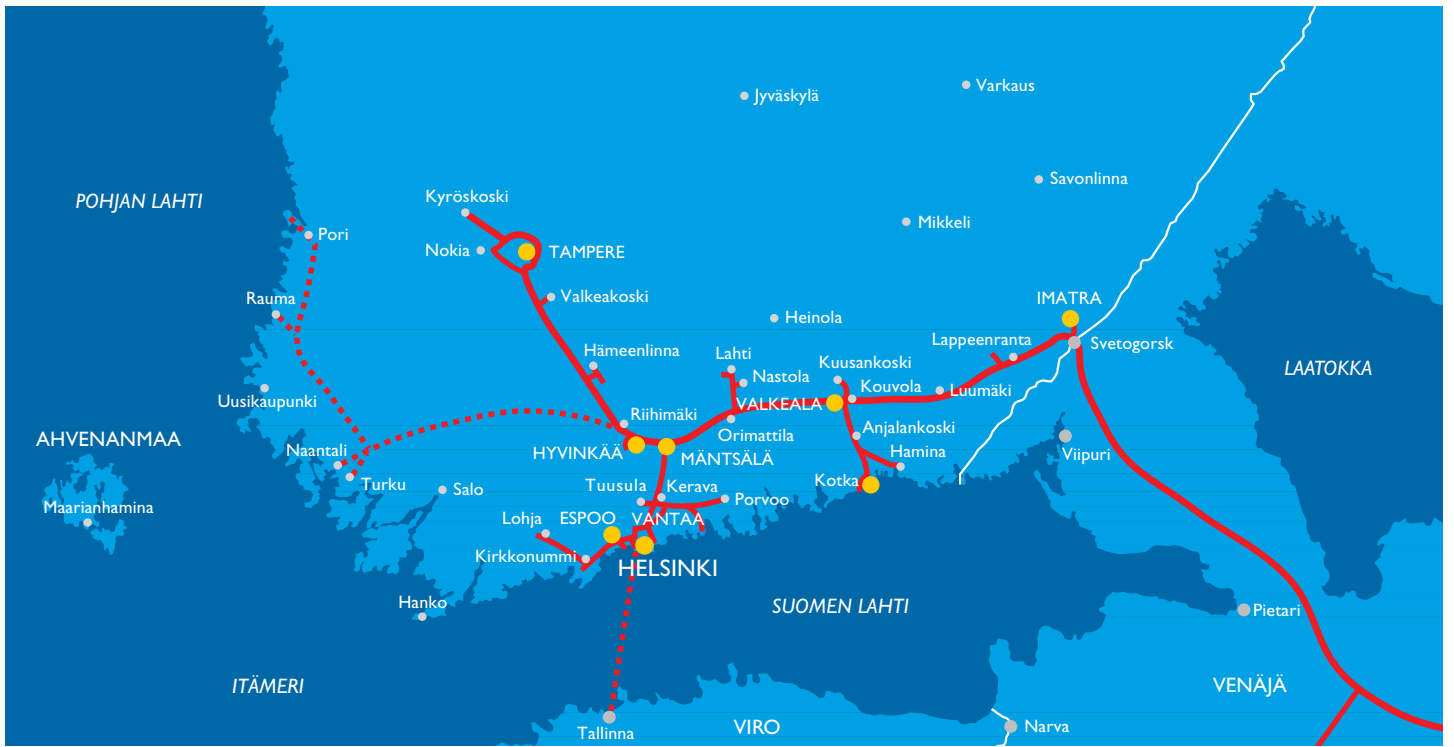 Jyväskylä
Varkaus
Savonlinna
POHJAN LAHTI
Kyröskoski
Mikkeli
Pori
Nokia
TAMPERE
Rauma
Valkeakoski
IMATRA
Heinola
Hämeenlinna
Lahti
Lappeenranta
Svetogorsk
Kuusankoski
Nastola
LAATOKKA
Kouvola
Luumäki
Uusikaupunki
VALKEALA
Riihimäki
Orimattila
Anjalankoski
AHVENANMAA
Naantali
HYVINKÄÄ
MÄNTSÄLÄ
Hamina
Viipuri
Turku
Salo
Tuusula
Kerava
Porvoo
Kotka
Maarianhamina
Lohja
ESPOO
VANTAA
Kirkkonummi
HELSINKI
Hanko
SUOMEN LAHTI
Pietari
ITÄMERI
VENÄJÄ
Tallinna
VIRO
Narva